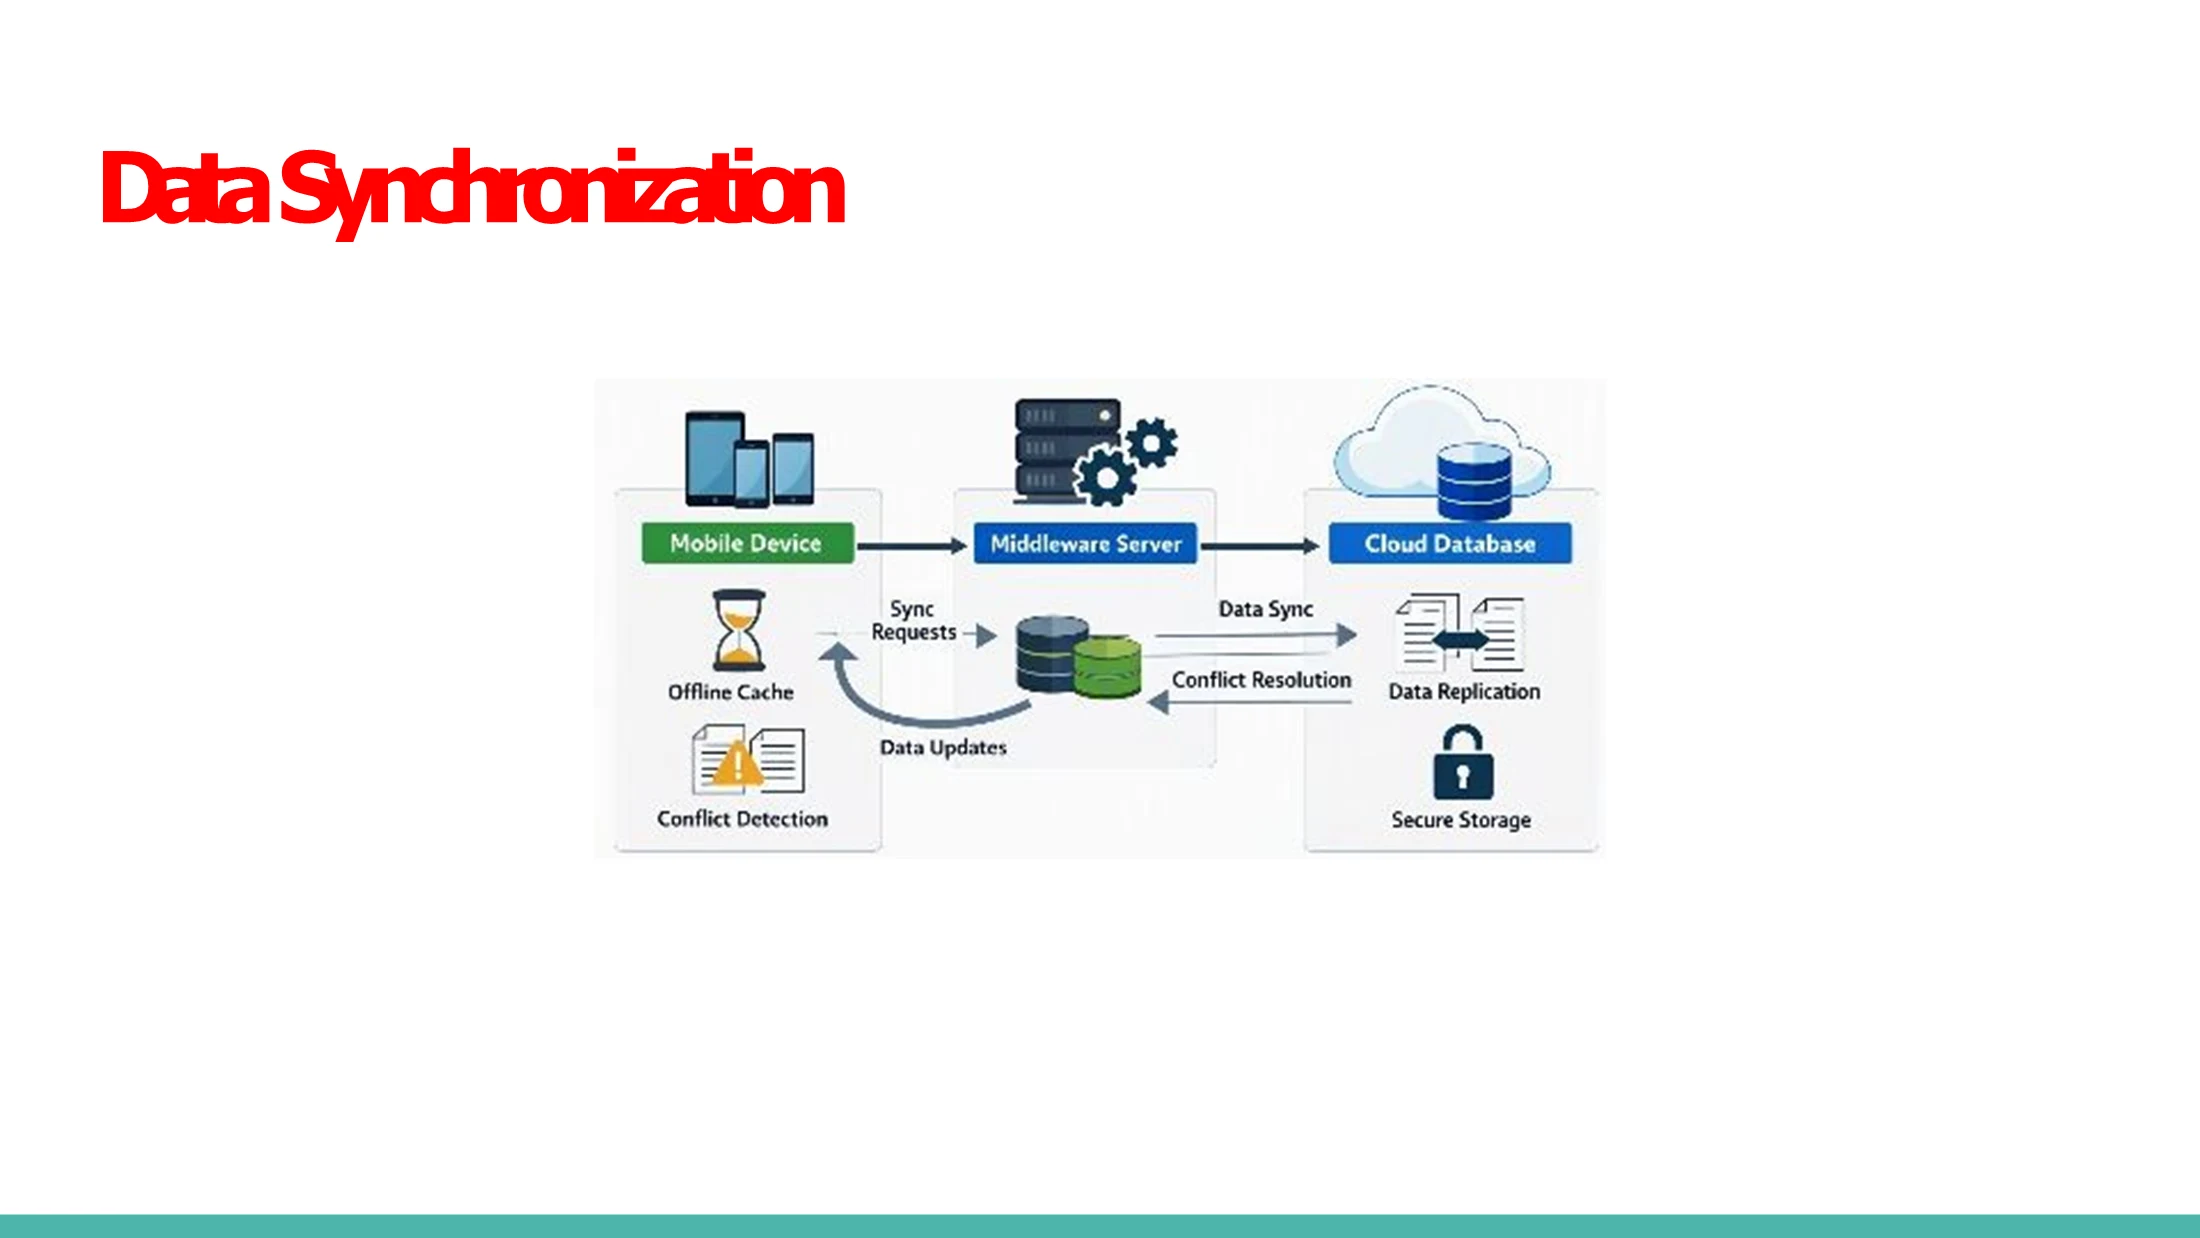 Data Synchronization
Mobile Device
Middleware Server
Cloud Database
Sync
Requests
Data Sync
Conflict Resolution
Offline Cache
Data Replication
Data Updates
Conflict Detection
Secure Storage